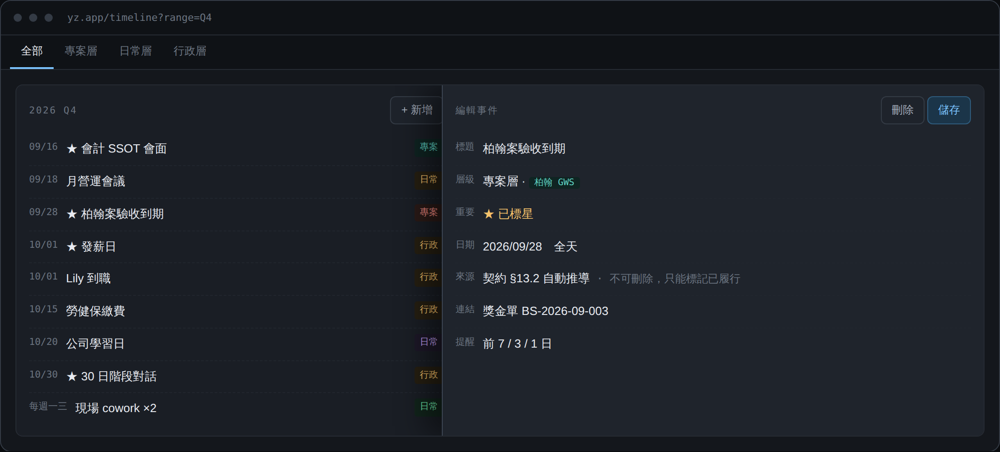 yz.app/timeline?range=Q4
全部 專案層 日常層 行政層
2026 Q4 + 新增
09/16 ★ 會計 SSOT 會面 專案
09/18 月營運會議 日常
09/28 ★ 柏翰案驗收到期 專案
10/01 ★ 發薪日 行政
10/01 Lily 到職 行政
10/15 勞健保繳費 行政
10/20 公司學習日 日常
10/30 ★ 30 日階段對話 行政
每週一三 現場 cowork ×2 日常
編輯事件 刪除 儲存
標題 柏翰案驗收到期
層級 專案層 · 柏翰 GWS
重要 ★ 已標星
日期 2026/09/28 全天
來源 契約 §13.2 自動推導 · 不可刪除，只能標記已履行
連結 獎金單 BS-2026-09-003
提醒 前 7 / 3 / 1 日